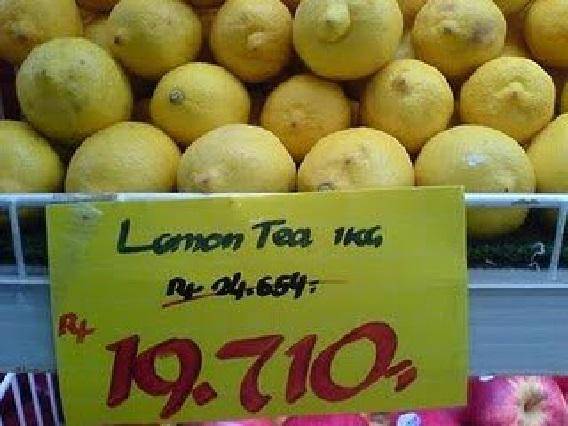 Lemon Tea 1KG
Rp 24.654.-
Rp 19.710,-